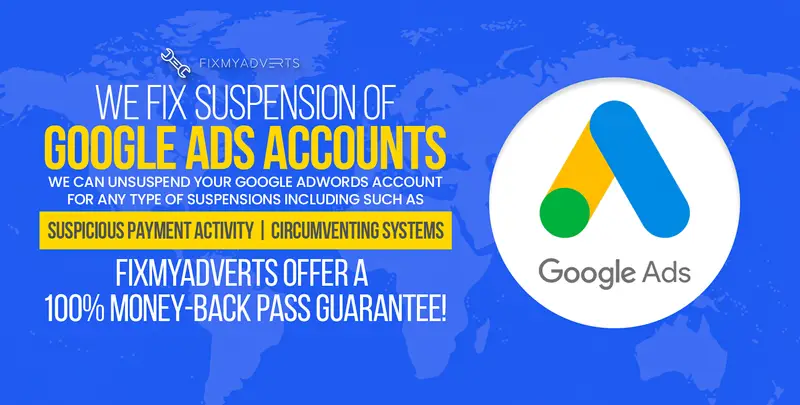 FIXMYADVERTS
WE FIX SUSPENSION OF
GOOGLE ADS ACCOUNTS
WE CAN UNSUSPEND YOUR GOOGLE ADWORDS ACCOUNT
FOR ANY TYPE OF SUSPENSIONS INCLUDING SUCH AS
SUSPICIOUS PAYMENT ACTIVITY | CIRCUMVENTING SYSTEMS
FIXMYADVERTS OFFER A
100% MONEY-BACK PASS GUARANTEE!
Google Ads